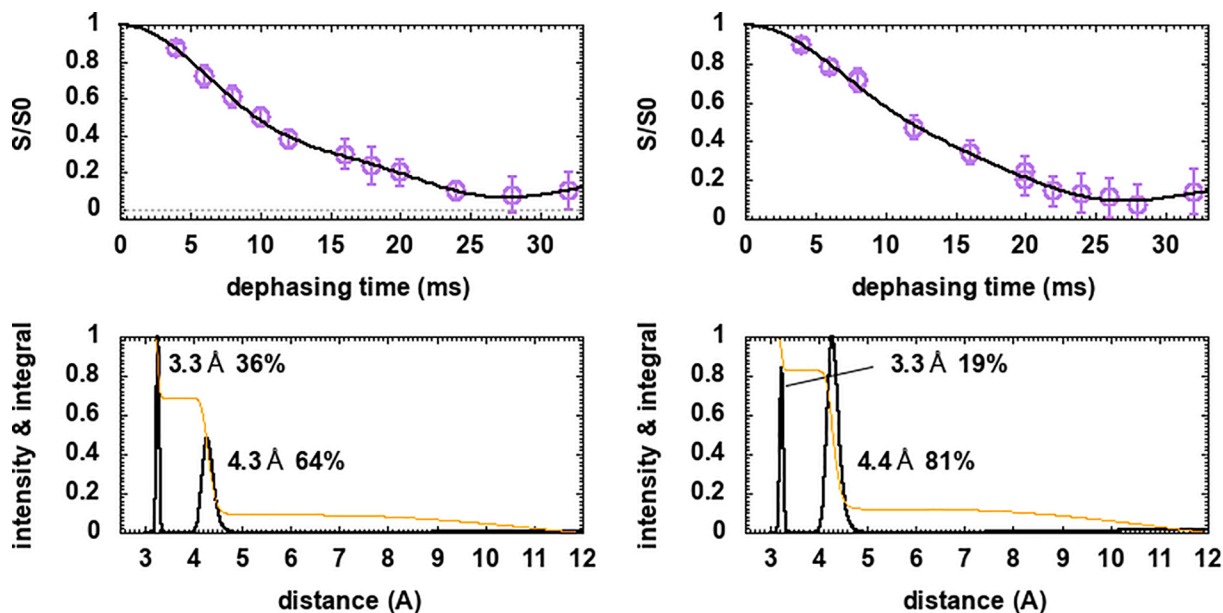 S/S0
1
0.8
0.6
0.4
0.2
0
0 5 10 15 20 25 30
dephasing time (ms)
S/S0
1
0.8
0.6
0.4
0.2
0
0 5 10 15 20 25 30
dephasing time (ms)
intensity & integral
1
0.8
0.6
0.4
0.2
0
3.3 Å 36%
4.3 Å 64%
3 4 5 6 7 8 9 10 11 12
distance (A)
intensity & integral
1
0.8
0.6
0.4
0.2
0
3.3 Å 19%
4.4 Å 81%
3 4 5 6 7 8 9 10 11 12
distance (A)